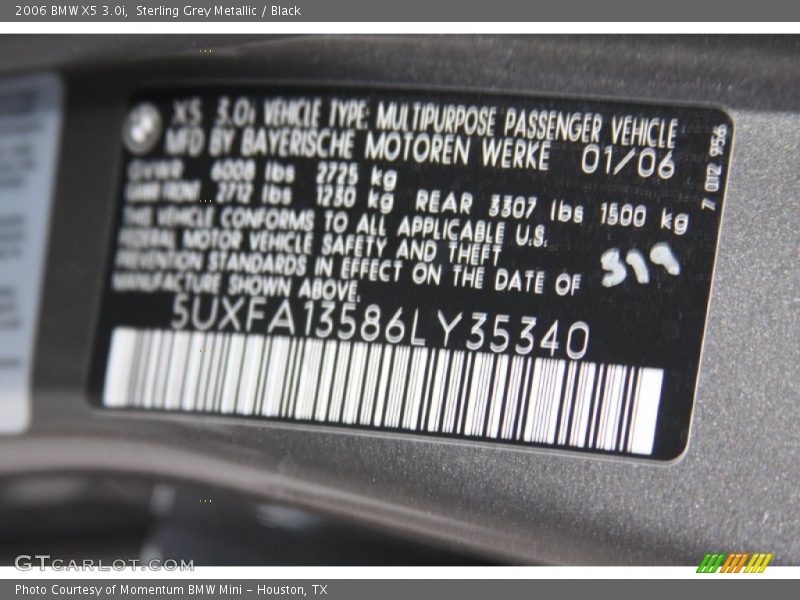 2006 BMW X5 3.0i,  Sterling Grey Metallic / Black
X5 3.0i VEHICLE TYPE: MULTIPURPOSE PASSENGER VEHICLE
MFD BY BAYERISCHE MOTOREN WERKE 01/06
GVWR 6008 lbs 2725 kg
GAWR FRONT 2712 lbs 1230 kg REAR 3307 lbs 1500 kg
THIS VEHICLE CONFORMS TO ALL APPLICABLE U.S.
FEDERAL MOTOR VEHICLE SAFETY AND THEFT
PREVENTION STANDARDS IN EFFECT ON THE DATE OF
MANUFACTURE SHOWN ABOVE.
319
7 0112 956
5UXFA13586LY35340
GTCARLOT.COM
Photo Courtesy of Momentum BMW Mini - Houston, TX